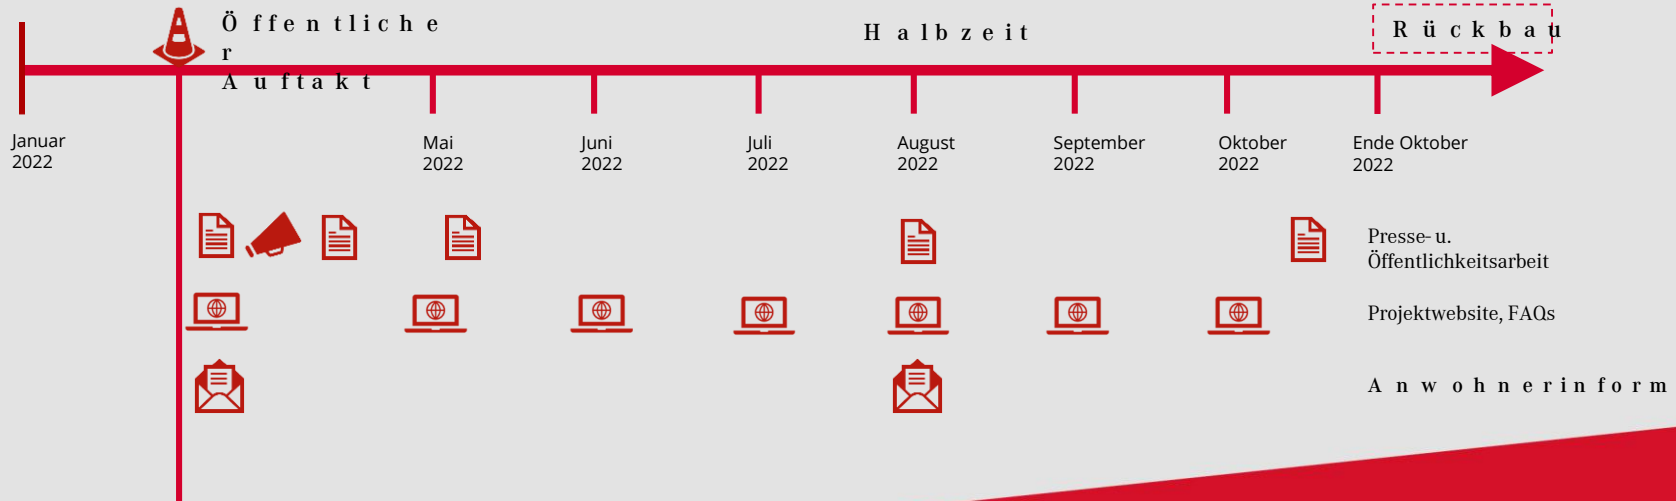 Öffentliche
r
Auftakt
Halbzeit
Rückbau
Januar
2022
Mai
2022
Juni
2022
Juli
2022
August
2022
September
2022
Oktober
2022
Ende Oktober
2022
Presse- u.
Öffentlichkeitsarbeit
Projektwebsite, FAQs
Anwohnerinform